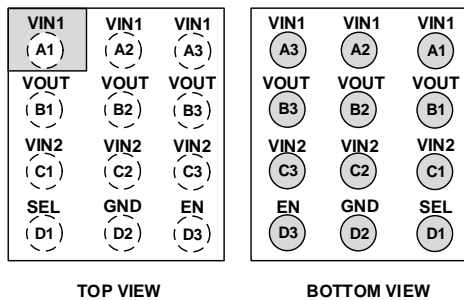 VIN1 VIN1 VIN1 VIN1 VIN1 VIN1
A1 A2 A3 A3 A2 A1
VOUT VOUT VOUT VOUT VOUT VOUT
B1 B2 B3 B3 B2 B1
VIN2 VIN2 VIN2 VIN2 VIN2 VIN2
C1 C2 C3 C3 C2 C1
SEL GND EN EN GND SEL
D1 D2 D3 D3 D2 D1
TOP VIEW BOTTOM VIEW